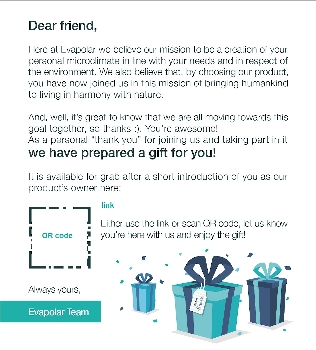 Dear friend,
Here at Evapolar we believe our mission to be a creation of your
personal microclimate in line with your needs and in respect of
the environment. We also believe that, by choosing our product,
you have now joined us in this mission of bringing humankind
to living in harmony with nature.
And, well, it's great to know that we are all moving towards this
goal together, so thanks :). You're awesome!
As a personal "thank you" for joining us and taking part in it
we have prepared a gift for you!
It is available for grab after a short introduction of you as our
product's owner here:
link
QR code
Either use the link or scan QR code, let us know
you're here with us and enjoy the gift!
Always yours,
Evapolar Team